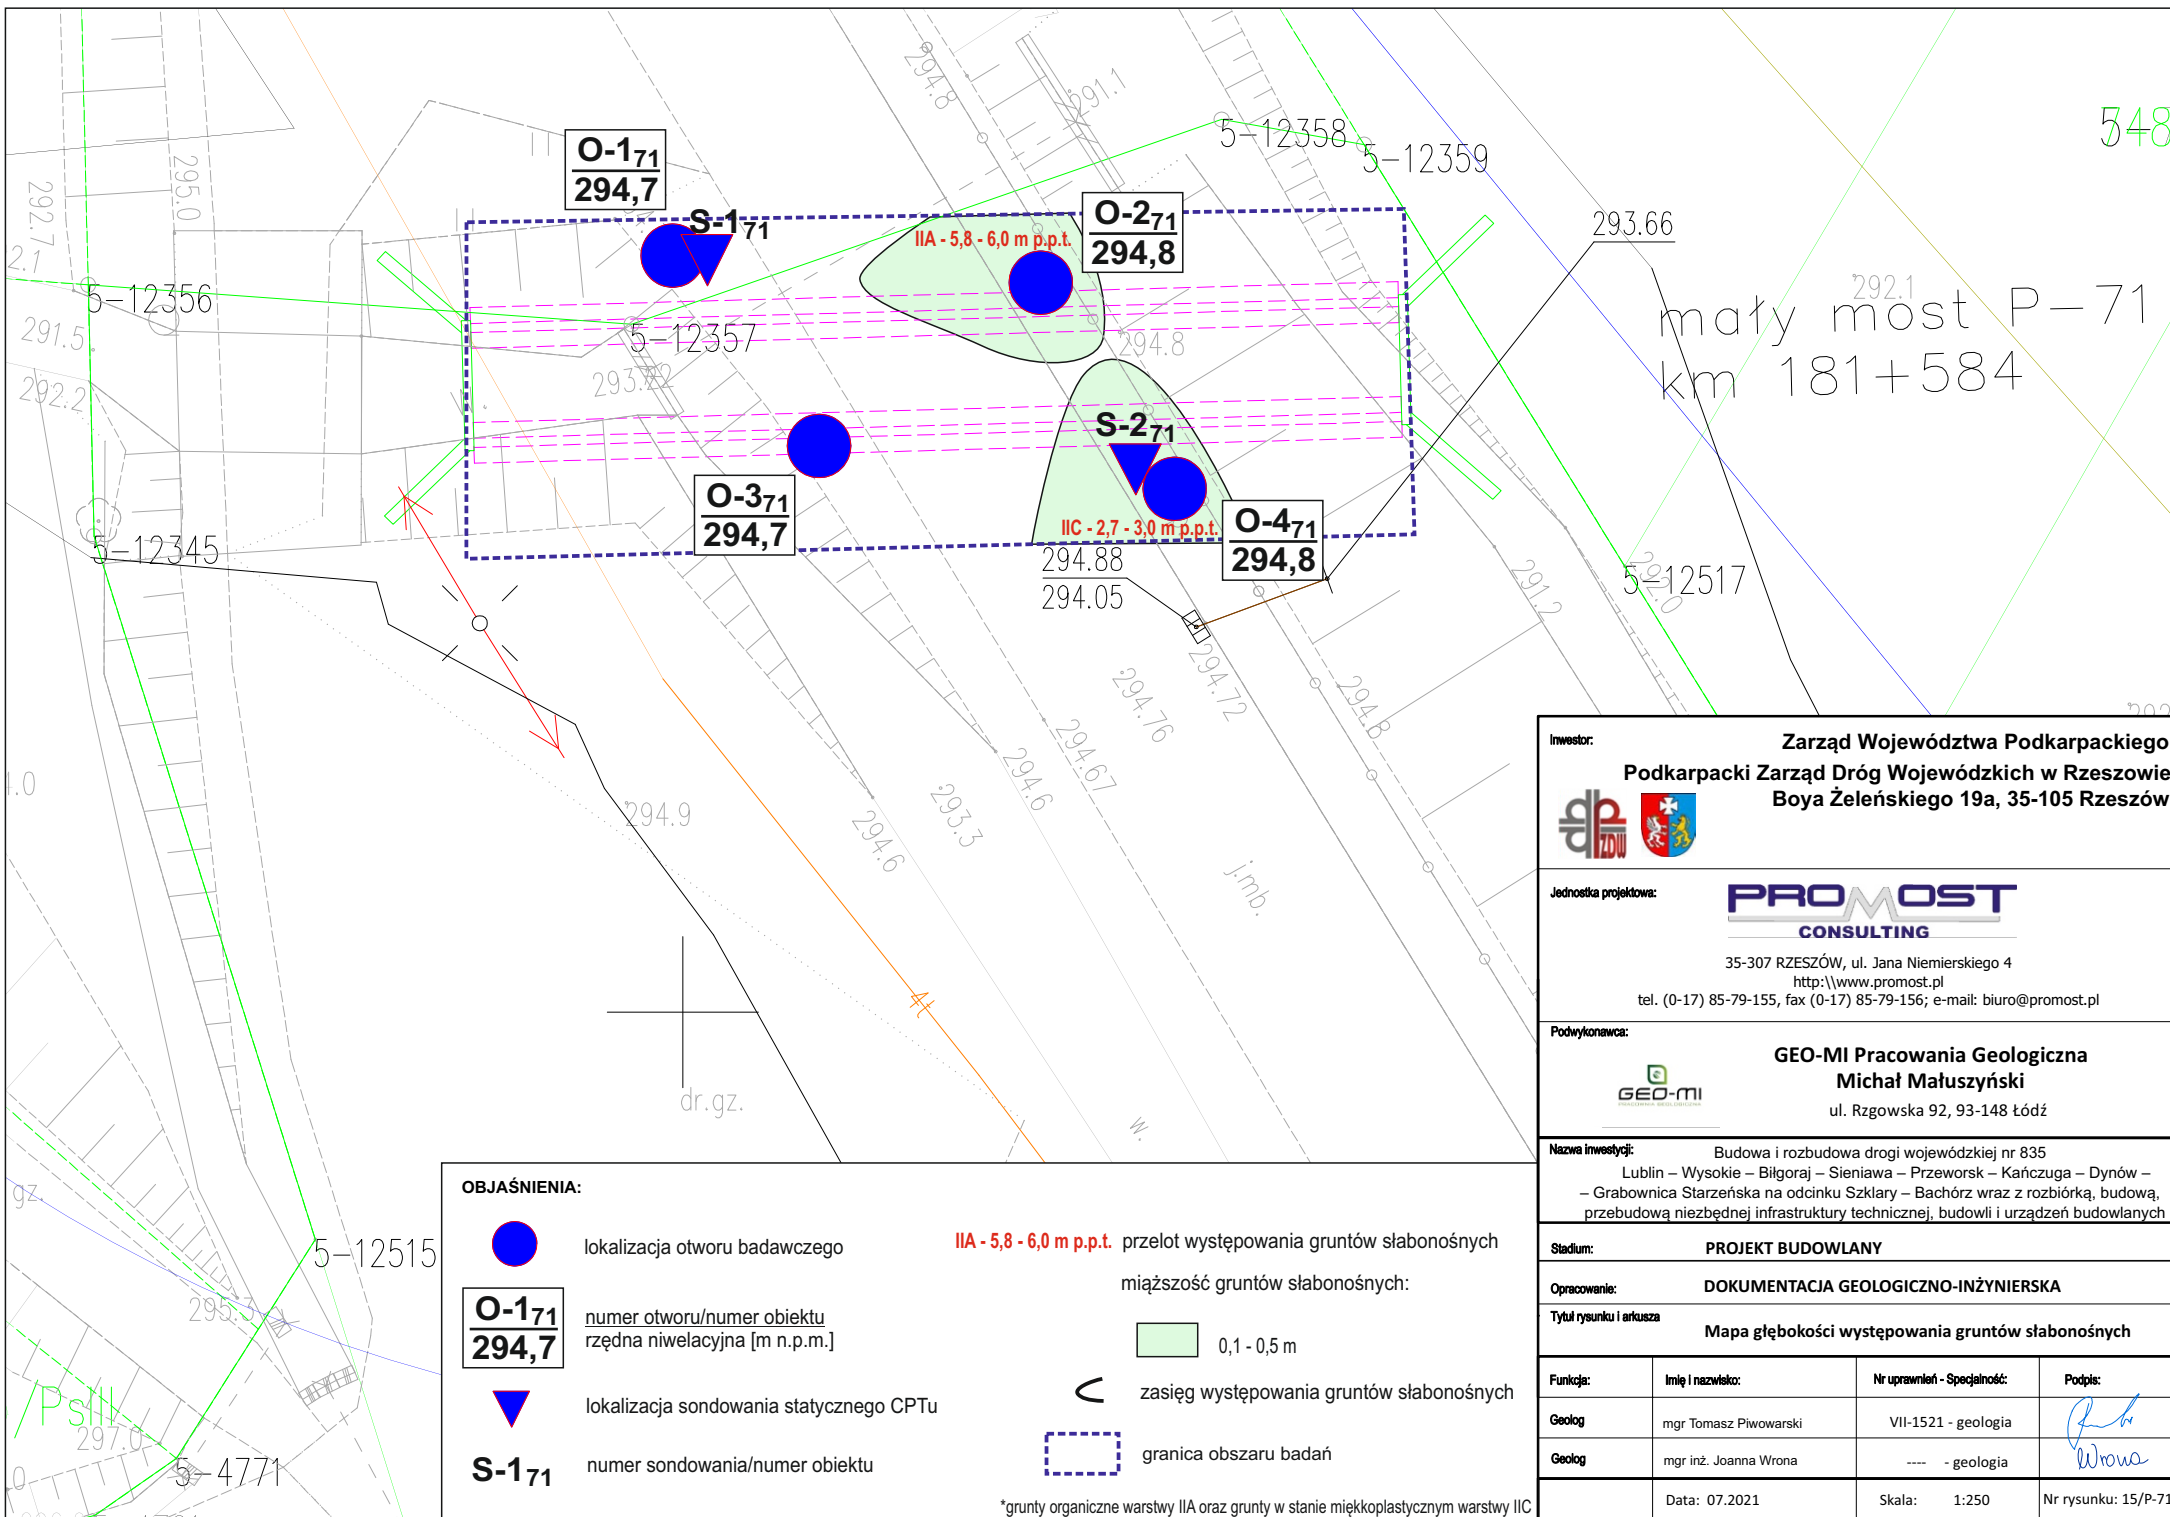 O-171
294,7
S-171
O-271
294,8
IIA - 5,8 - 6,0 m p.p.t.
O-371
294,7
S-271
IIC - 2,7 - 3,0 m p.p.t.
O-471
294,8
294.8
291.1
5-12358
5-12359
293.66
292.1
mały most P-71
km 181+584
292.7
295.0
5-12356
291.5
292.2
5-12357
294.8
5-12345
294.88
294.05
291.2
5-12517
292.0
294.72
294.76
294.8
294.67
294.6
293.3
294.6
294.9
j.mb.
dr.gz.
w.
gz.
5-12515
295.3
PsIII
297.0
5-4771
OBJAŚNIENIA:
lokalizacja otworu badawczego
O-171
294,7
numer otworu/numer obiektu
rzędna niwelacyjna [m n.p.m.]
lokalizacja sondowania statycznego CPTu
S-171 numer sondowania/numer obiektu
IIA - 5,8 - 6,0 m p.p.t. przelot występowania gruntów słabonośnych
miąższość gruntów słabonośnych:
0,1 - 0,5 m
zasięg występowania gruntów słabonośnych
granica obszaru badań
*grunty organiczne warstwy IIA oraz grunty w stanie miękkoplastycznym warstwy IIC
Inwestor:
Zarząd Województwa Podkarpackiego
Podkarpacki Zarząd Dróg Wojewódzkich w Rzeszowie
Boya Żeleńskiego 19a, 35-105 Rzeszów
Jednostka projektowa:
PROMOST
CONSULTING
35-307 RZESZÓW, ul. Jana Niemierskiego 4
http:\\www.promost.pl
tel. (0-17) 85-79-155, fax (0-17) 85-79-156; e-mail: biuro@promost.pl
Podwykonawca:
GEO-MI
GEO-MI Pracowania Geologiczna
Michał Małuszyński
ul. Rzgowska 92, 93-148 Łódź
Nazwa inwestycji:
Budowa i rozbudowa drogi wojewódzkiej nr 835
Lublin – Wysokie – Biłgoraj – Sieniawa – Przeworsk – Kańczuga – Dynów –
– Grabownica Starzeńska na odcinku Szklary – Bachórz wraz z rozbiórką, budową,
przebudową niezbędnej infrastruktury technicznej, budowli i urządzeń budowlanych
Stadium: PROJEKT BUDOWLANY
Opracowanie: DOKUMENTACJA GEOLOGICZNO-INŻYNIERSKA
Tytuł rysunku i arkusza
Mapa głębokości występowania gruntów słabonośnych
Funkcja: Imię i nazwisko: Nr uprawnień - Specjalność: Podpis:
Geolog mgr Tomasz Piwowarski VII-1521 - geologia
Geolog mgr inż. Joanna Wrona ---- - geologia Wrona
Data: 07.2021 Skala: 1:250 Nr rysunku: 15/P-71